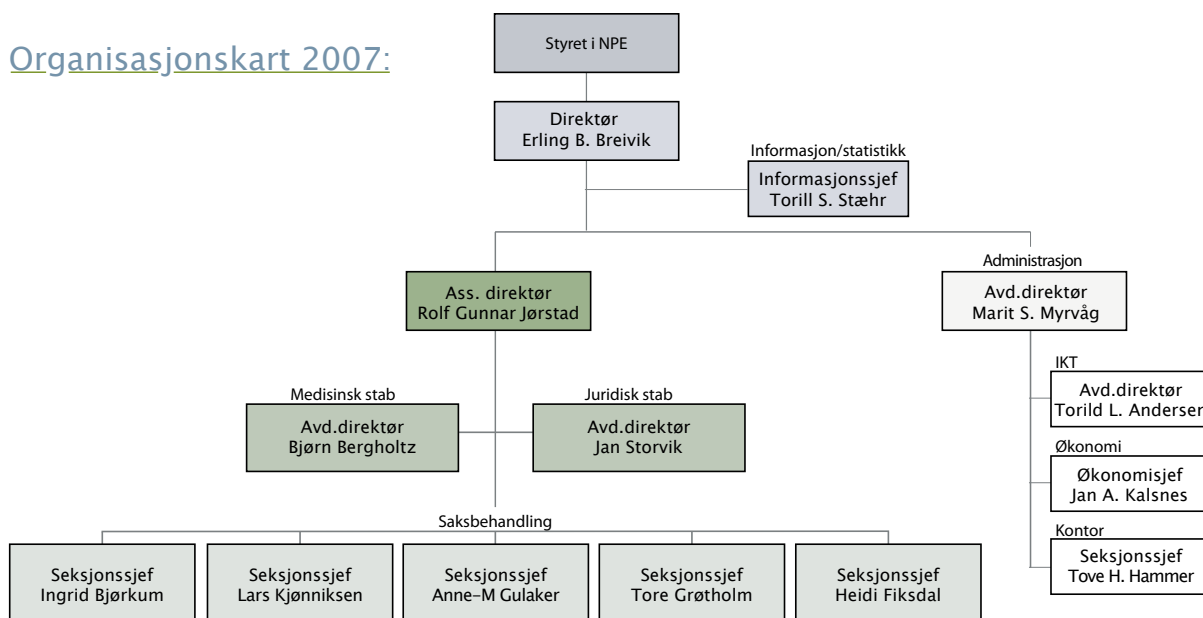 Organisasjonskart 2007:
Styret i NPE
Direktør
Erling B. Breivik
Informasjon/statistikk
Informasjonssjef
Torill S. Stæhr
Ass. direktør
Rolf Gunnar Jørstad
Administrasjon
Avd.direktør
Marit S. Myrvåg
Medisinsk stab
Avd.direktør
Bjørn Bergholtz
Juridisk stab
Avd.direktør
Jan Storvik
IKT
Avd.direktør
Torild L. Andersen
Økonomi
Økonomisjef
Jan A. Kalsnes
Kontor
Seksjonssjef
Tove H. Hammer
Saksbehandling
Seksjonssjef
Ingrid Bjørkum
Seksjonssjef
Lars Kjønniksen
Seksjonssjef
Anne-M Gulaker
Seksjonssjef
Tore Grøtholm
Seksjonssjef
Heidi Fiksdal